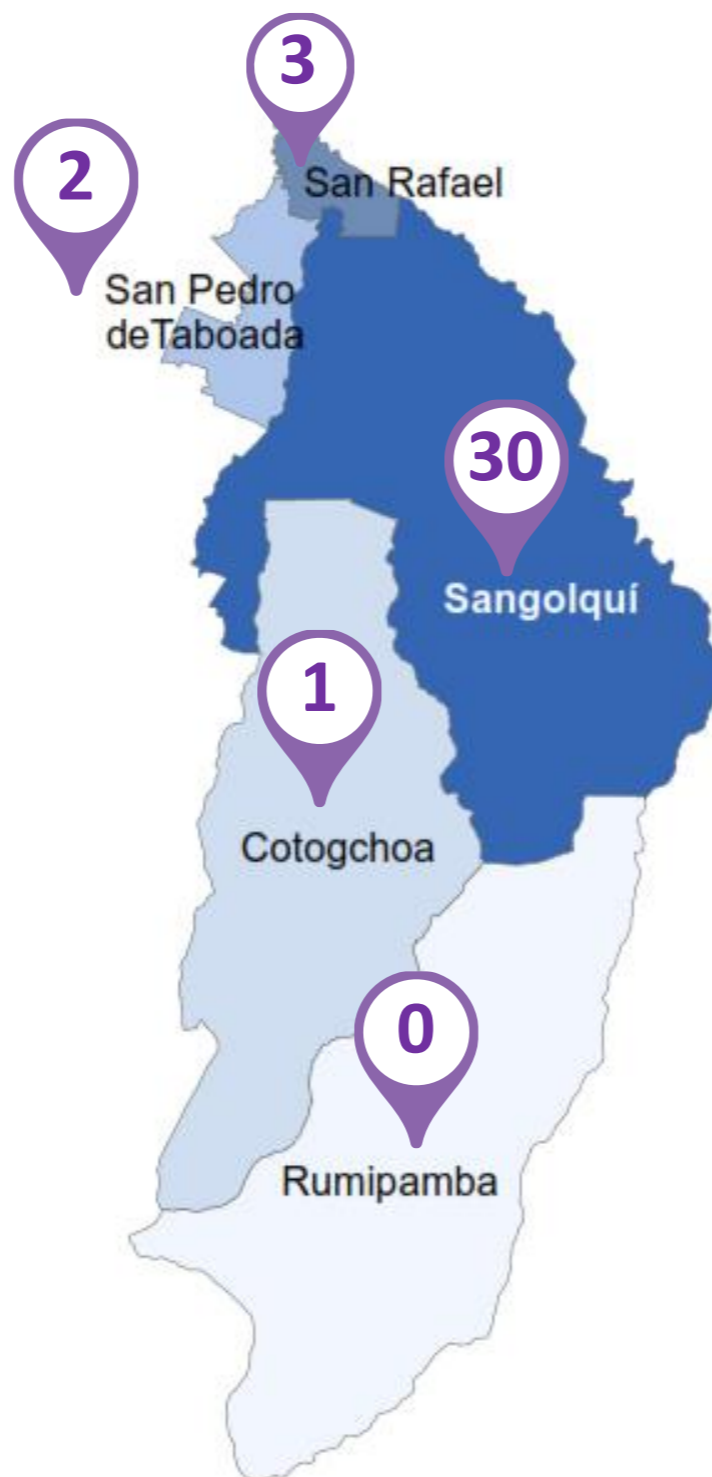 3
San Rafael
2
San Pedro
deTaboada
30
Sangolquí
1
Cotogchoa
0
Rumipamba